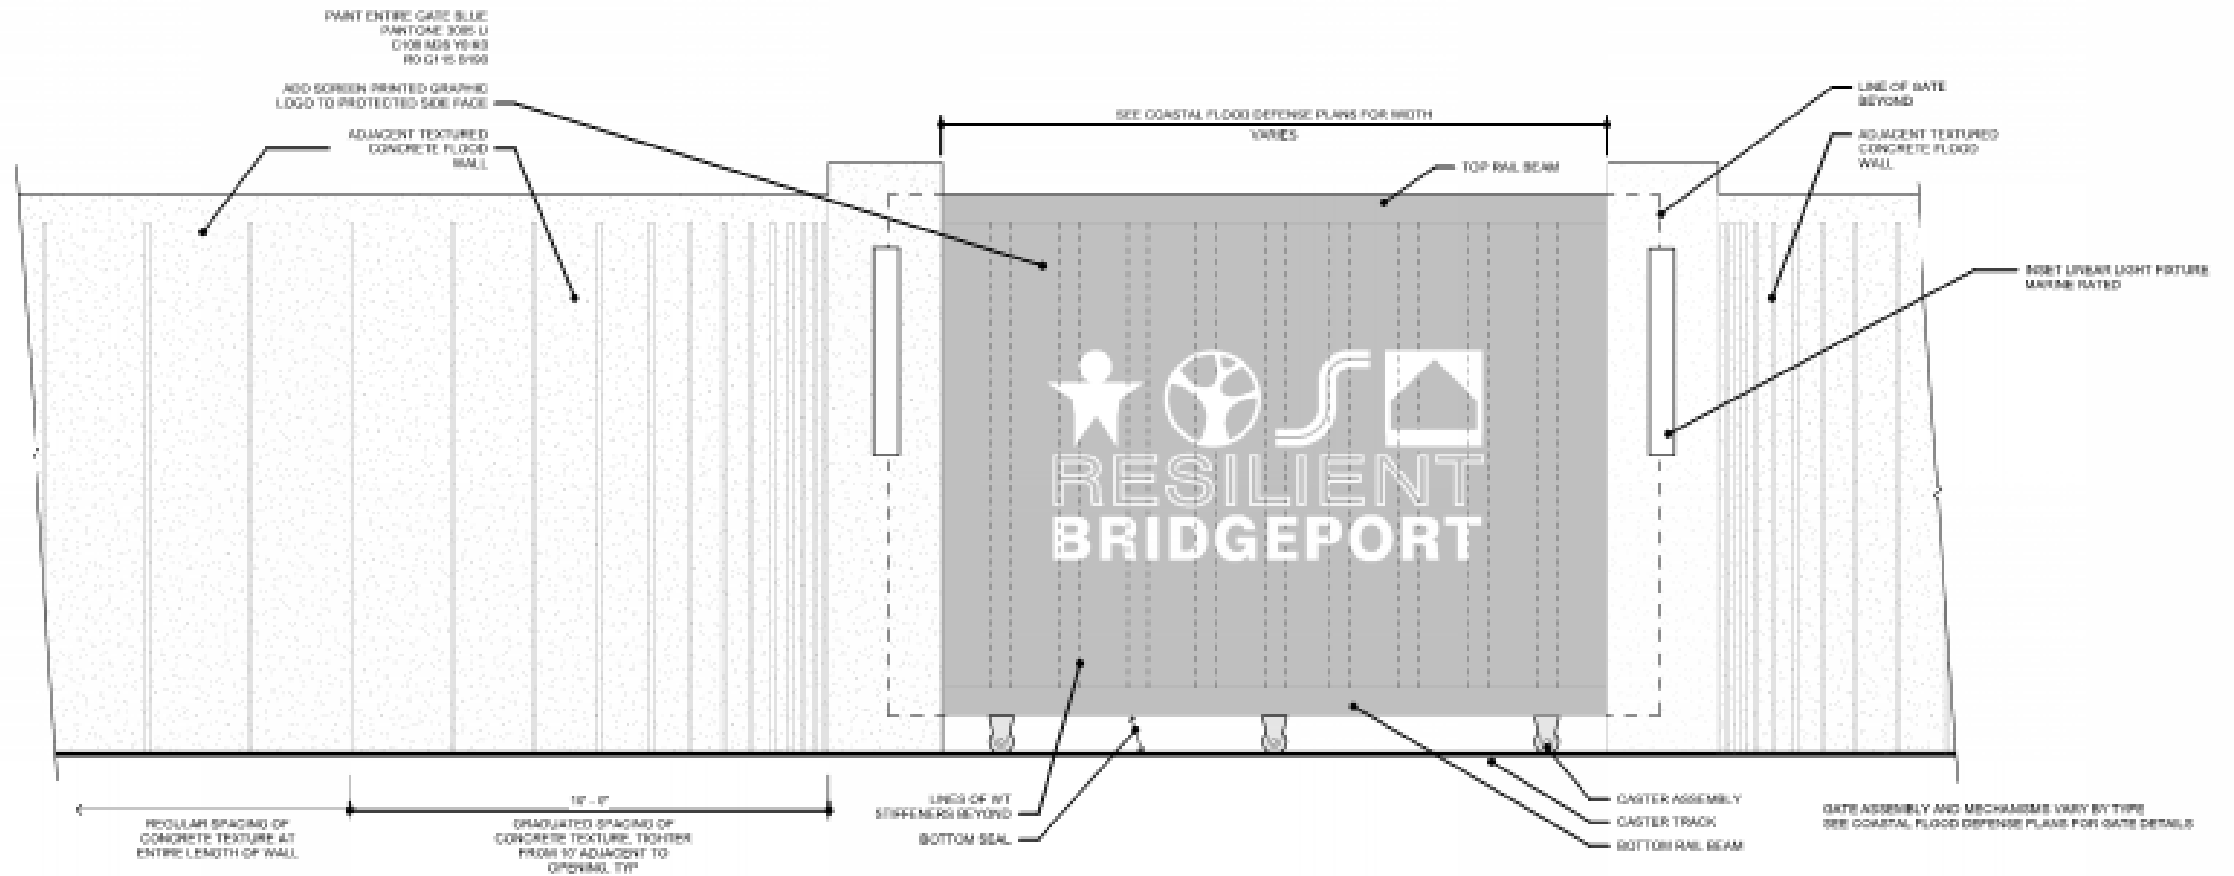 PAINT ENTIRE GATE BLUE
PANTONE 3005 U
ADD SCREEN PRINTED GRAPHIC
LOGO TO PROTECTED SIDE FACE
ADJACENT TEXTURED
CONCRETE FLOOD
WALL
SEE COASTAL FLOOD DEFENSE PLANS FOR WIDTH
VARIES
TOP RAIL BEAM
LINE OF GATE
BEYOND
ADJACENT TEXTURED
CONCRETE FLOOD
WALL
INSET LINEAR LIGHT FIXTURE
MARINE RATED
RESILIENT
BRIDGEPORT
REGULAR SPACING OF
CONCRETE TEXTURE AT
ENTIRE LENGTH OF WALL
GRADUATED SPACING OF
CONCRETE TEXTURE, TIGHTER
FROM 10' ADJACENT TO
OPENING, TYP
LINES OF WT
STIFFENERS BEYOND
BOTTOM SEAL
CASTER ASSEMBLY
CASTER TRACK
BOTTOM RAIL BEAM
GATE ASSEMBLY AND MECHANISMS VARY BY TYPE
SEE COASTAL FLOOD DEFENSE PLANS FOR GATE DETAILS